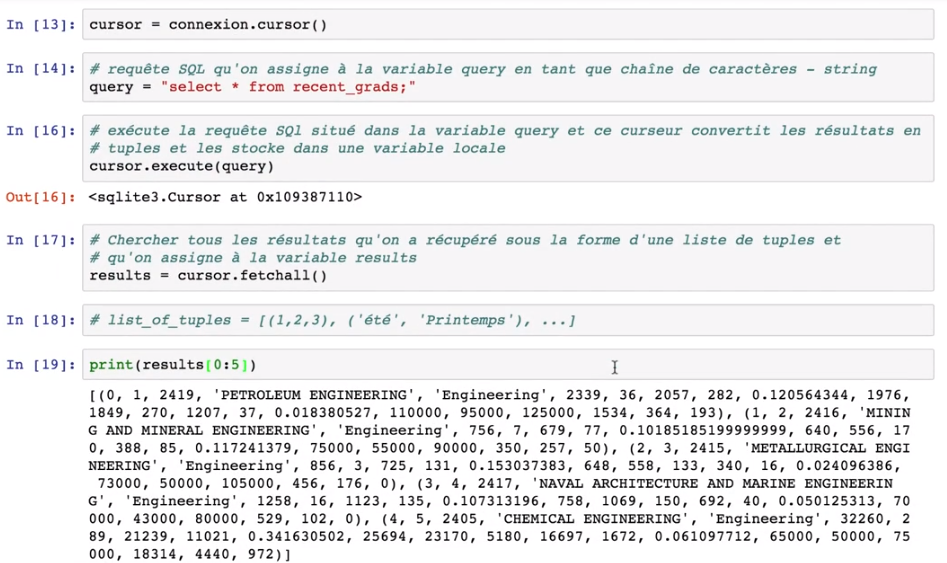 In [13]: cursor = connexion.cursor()
In [14]: # requête SQL qu'on assigne à la variable query en tant que chaîne de caractères - string
query = "select * from recent_grads;"
In [16]: # exécute la requête SQl situé dans la variable query et ce curseur convertit les résultats en
# tuples et les stocke dans une variable locale
cursor.execute(query)
Out[16]: <sqlite3.Cursor at 0x109387110>
In [17]: # Chercher tous les résultats qu'on a récupéré sous la forme d'une liste de tuples et
# qu'on assigne à la variable results
results = cursor.fetchall()
In [18]: # list_of_tuples = [(1,2,3), ('été', 'Printemps'), ...]
In [19]: print(results[0:5])
[(0, 1, 2419, 'PETROLEUM ENGINEERING', 'Engineering', 2339, 36, 2057, 282, 0.120564344, 1976,
1849, 270, 1207, 37, 0.018380527, 110000, 95000, 125000, 1534, 364, 193), (1, 2, 2416, 'MININ
G AND MINERAL ENGINEERING', 'Engineering', 756, 7, 679, 77, 0.10185185199999999, 640, 556, 17
0, 388, 85, 0.117241379, 75000, 55000, 90000, 350, 257, 50), (2, 3, 2415, 'METALLURGICAL ENGI
NEERING', 'Engineering', 856, 3, 725, 131, 0.153037383, 648, 558, 133, 340, 16, 0.024096386,
73000, 50000, 105000, 456, 176, 0), (3, 4, 2417, 'NAVAL ARCHITECTURE AND MARINE ENGINEERIN
G', 'Engineering', 1258, 16, 1123, 135, 0.107313196, 758, 1069, 150, 692, 40, 0.050125313, 70
000, 43000, 80000, 529, 102, 0), (4, 5, 2405, 'CHEMICAL ENGINEERING', 'Engineering', 32260, 2
89, 21239, 11021, 0.341630502, 25694, 23170, 5180, 16697, 1672, 0.061097712, 65000, 50000, 75
000, 18314, 4440, 972)]